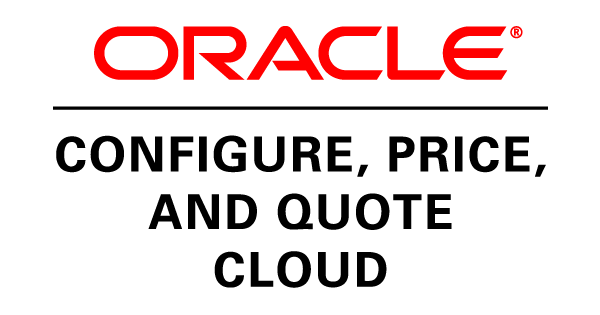 ORACLE®
CONFIGURE, PRICE,
AND QUOTE
CLOUD